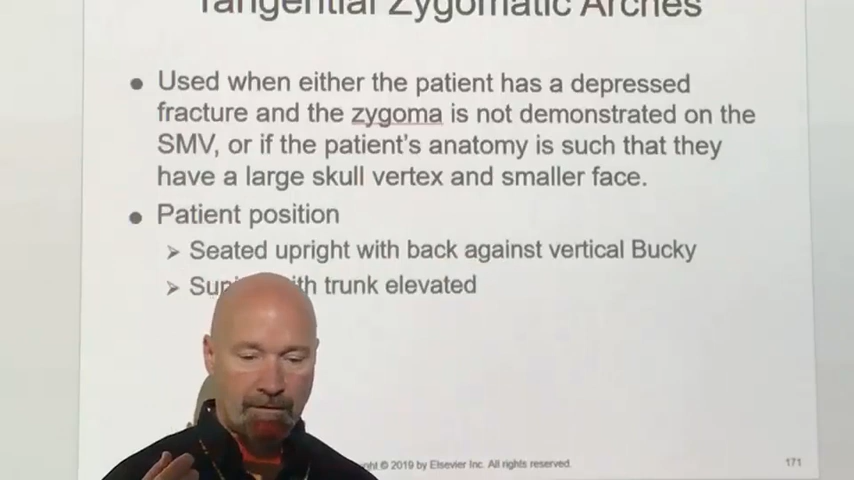 Tangential Zygomatic Arches
● Used when either the patient has a depressed
fracture and the zygoma is not demonstrated on the
SMV, or if the patient's anatomy is such that they
have a large skull vertex and smaller face.
● Patient position
➢ Seated upright with back against vertical Bucky
➢ trunk elevated
© 2019 by Elsevier Inc. All rights reserved.
171